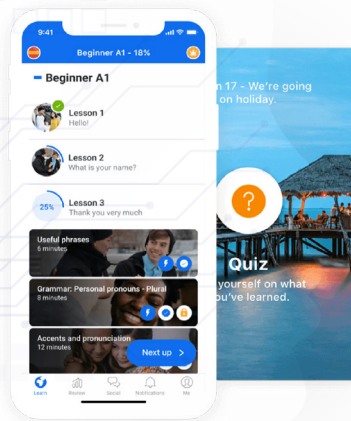 9:41
Beginner A1 - 18%
Beginner A1
Lesson 1
Hello!
Lesson 2
What is your name?
25%
Lesson 3
Thank you very much
Useful phrases
6 minutes
Grammar: Personal pronouns - Plural
8 minutes
Accents and pronunciation
12 minutes
Next up >
Learn
Review
Social
Notifications
Me
17 - We're going
on holiday.
?
Quiz
yourself on what
you've learned.